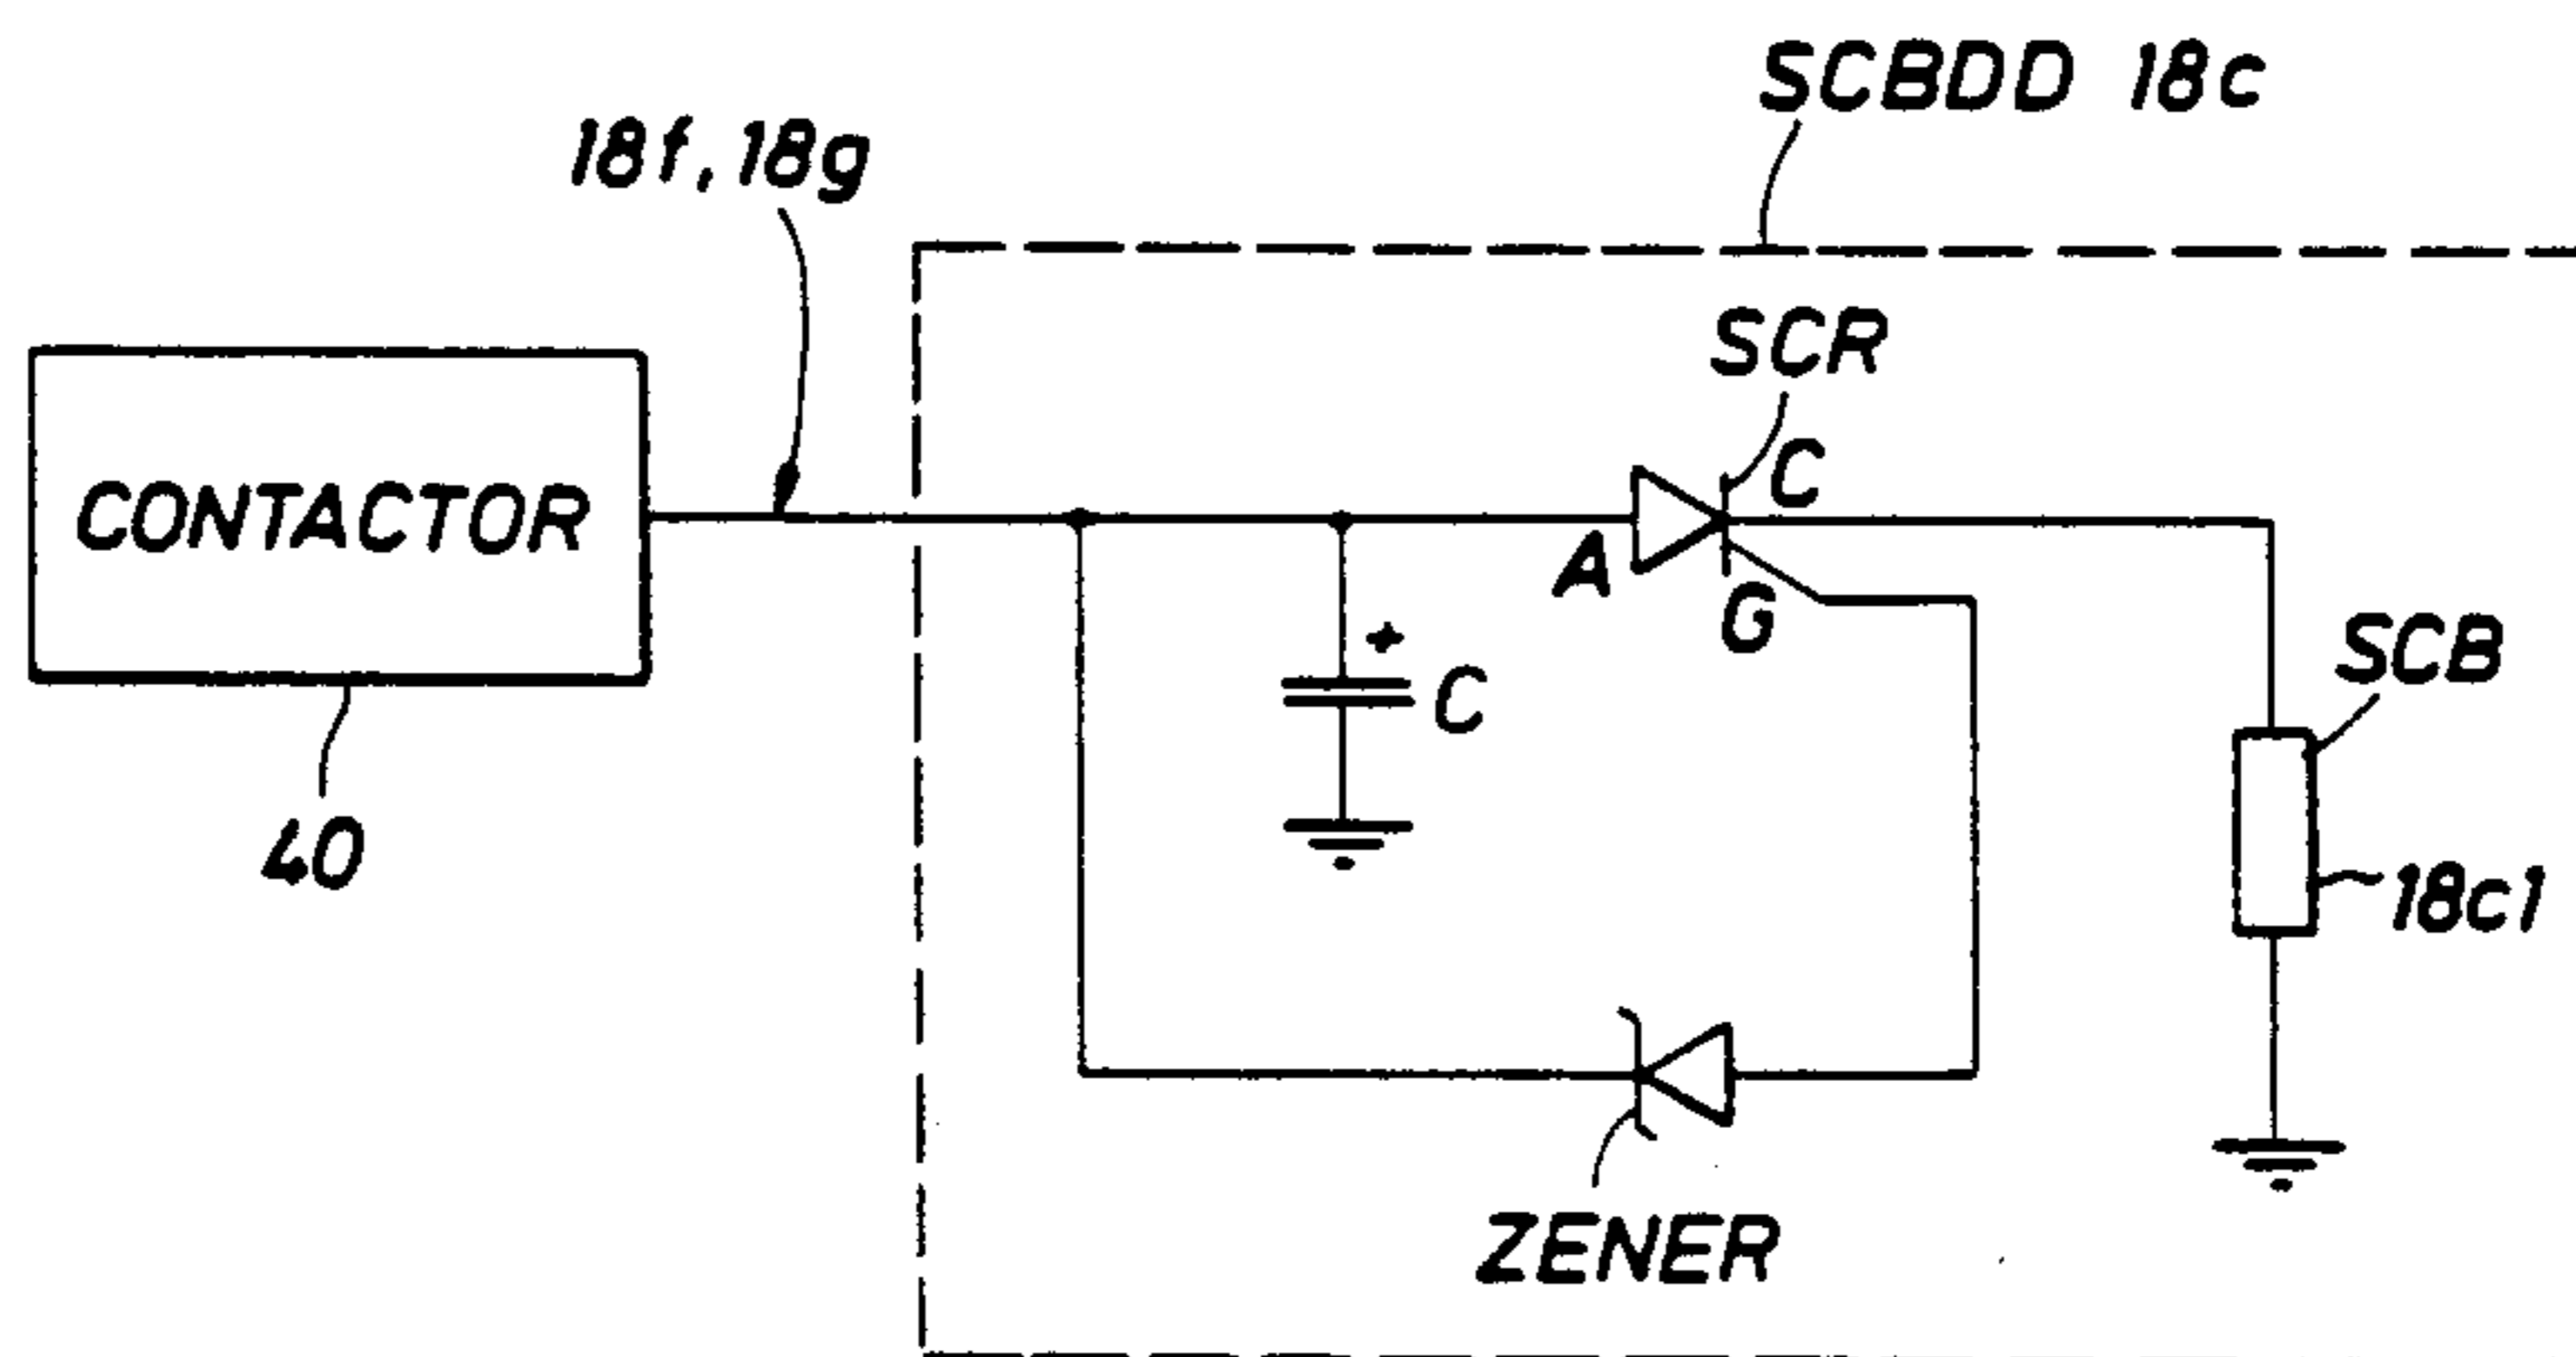 SCBDD 18c
18f, 18g
SCR
C
CONTACTOR
A
G
+
C
SCB
40
18c1
ZENER